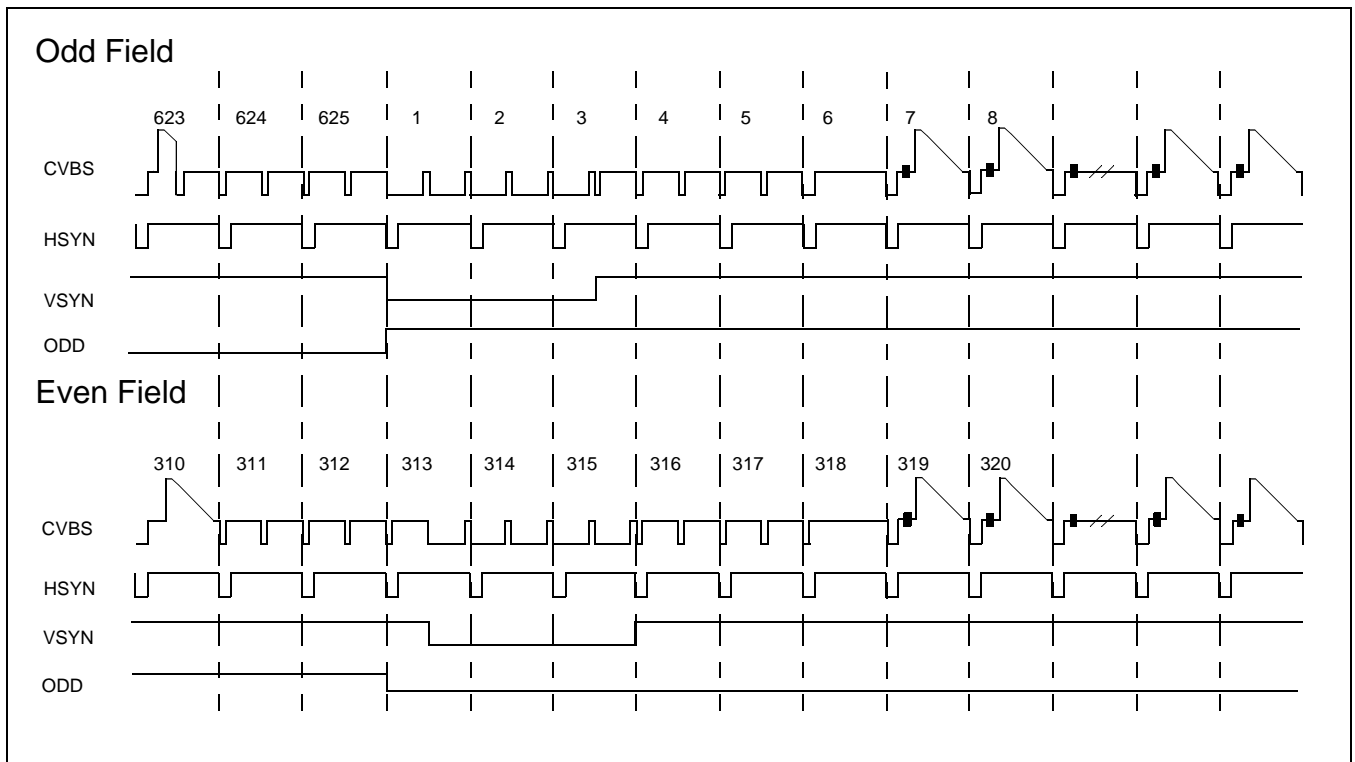 Odd Field
623 624 625 1 2 3 4 5 6 7 8
CVBS
HSYN
VSYN
ODD
Even Field
310 311 312 313 314 315 316 317 318 319 320
CVBS
HSYN
VSYN
ODD